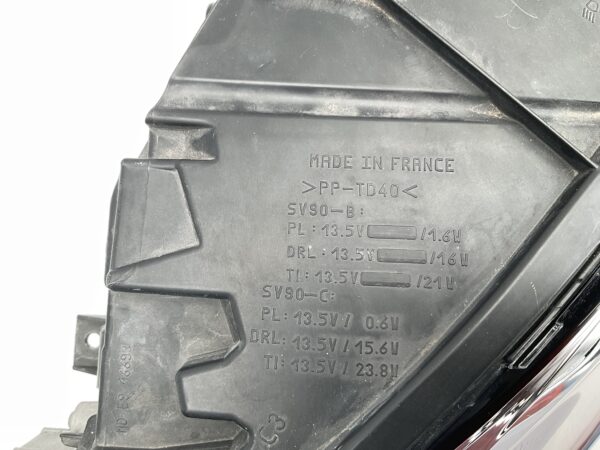 MADE IN FRANCE
>PP-TD40<
SV90-B:
PL: 13.5V /1.6W
DRL: 13.5V /16W
TI: 13.5V /21W
SV90-C:
PL: 13.5V/ 0.6W
DRL: 13.5V/15.6W
TI: 13.5V/ 23.8W
C3